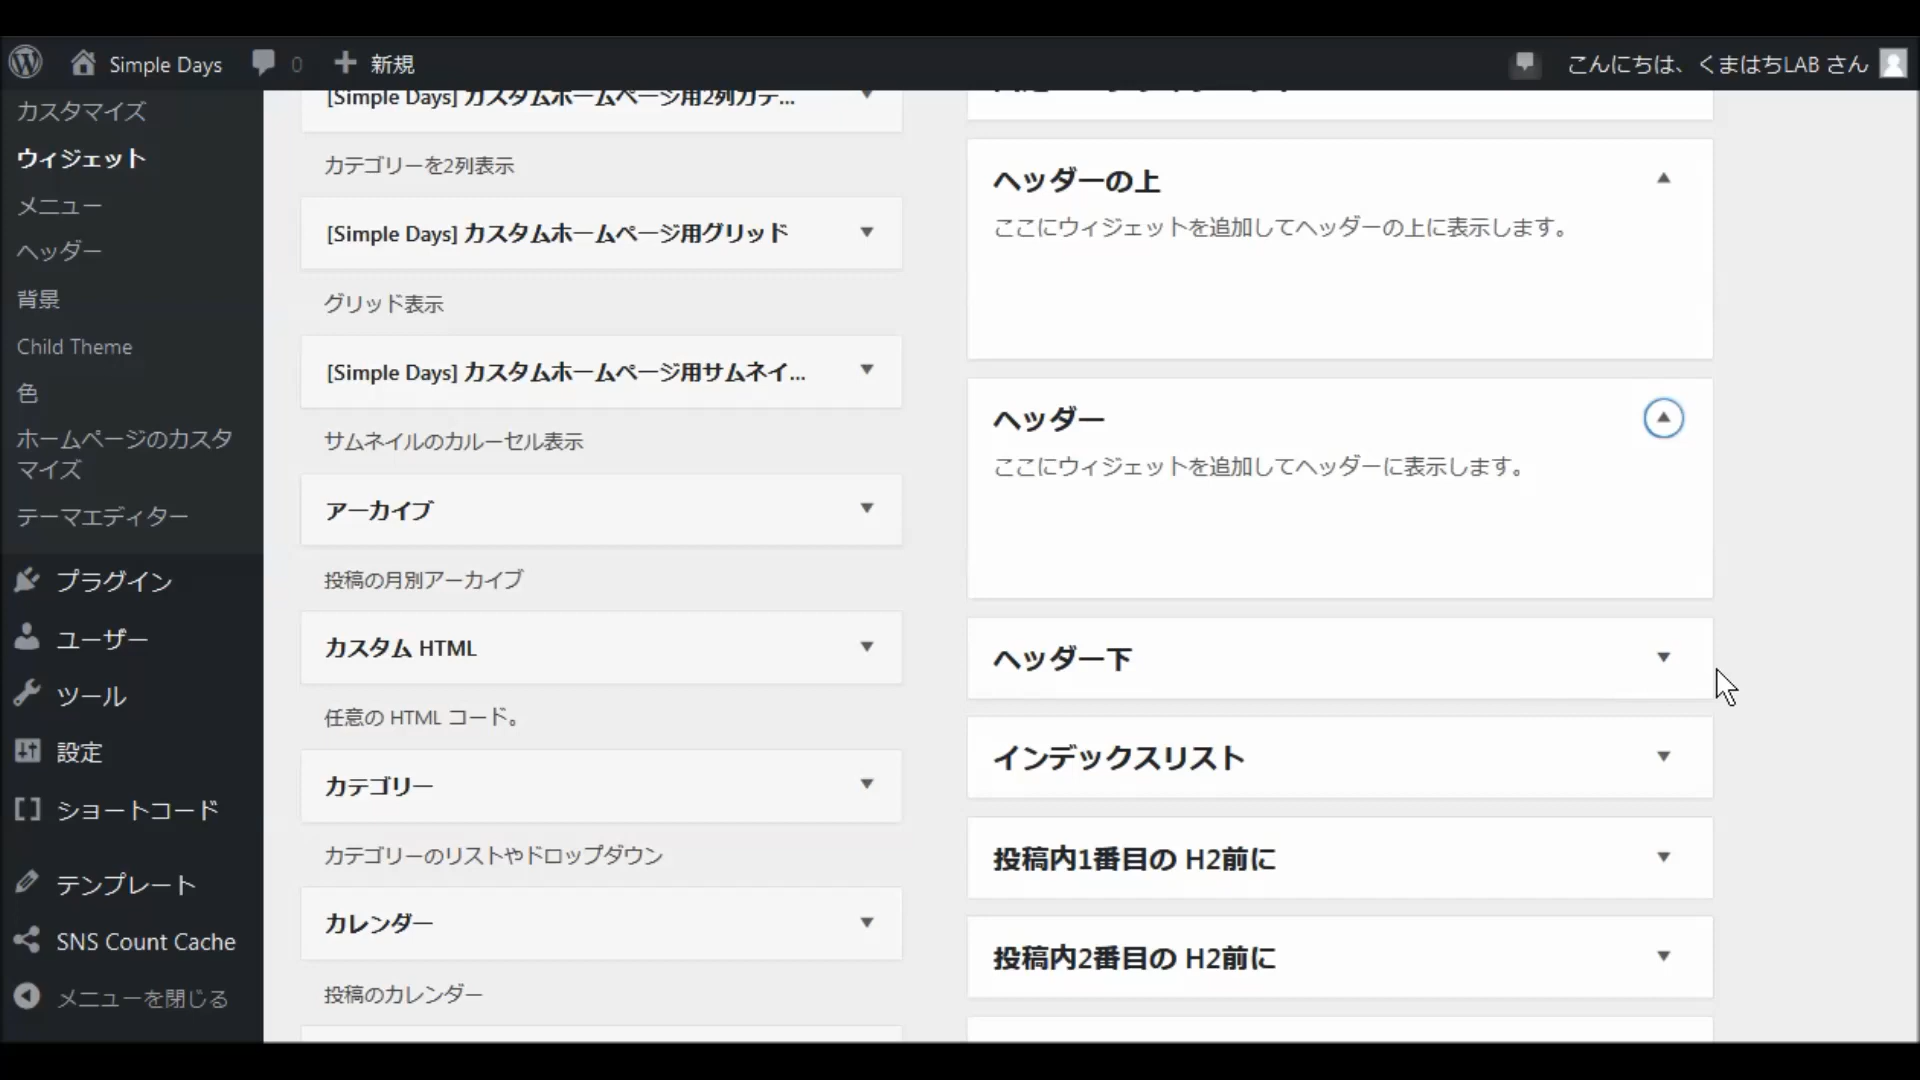 Simple Days
0
新規
こんにちは、くまはちLAB さん
カスタマイズ
ウィジェット
メニュー
ヘッダー
背景
Child Theme
色
ホームページのカスタ
マイズ
テーマエディター
プラグイン
ユーザー
ツール
設定
ショートコード
テンプレート
SNS Count Cache
メニューを閉じる
[Simple Days] カスタムホームページ用2列カテ...
カテゴリーを2列表示
[Simple Days] カスタムホームページ用グリッド
グリッド表示
[Simple Days] カスタムホームページ用サムネイ...
サムネイルのカルーセル表示
アーカイブ
投稿の月別アーカイブ
カスタム HTML
任意の HTML コード。
カテゴリー
カテゴリーのリストやドロップダウン
カレンダー
投稿のカレンダー
ヘッダーの上
ここにウィジェットを追加してヘッダーの上に表示します。
ヘッダー
ここにウィジェットを追加してヘッダーに表示します。
ヘッダー下
インデックスリスト
投稿内1番目の H2前に
投稿内2番目の H2前に